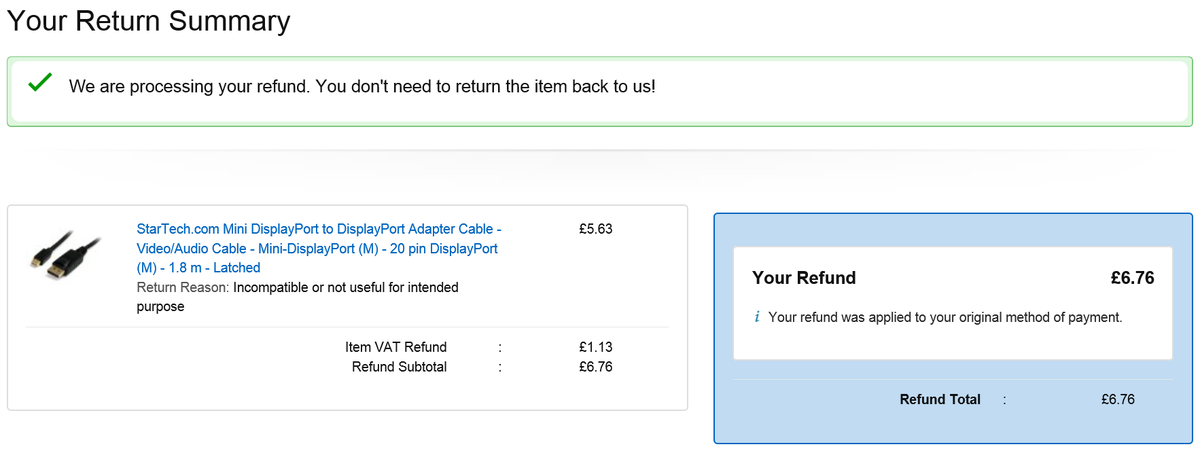 Your Return Summary
We are processing your refund. You don't need to return the item back to us!
StarTech.com Mini DisplayPort to DisplayPort Adapter Cable - £5.63
Video/Audio Cable - Mini-DisplayPort (M) - 20 pin DisplayPort
(M) - 1.8 m - Latched
Return Reason: Incompatible or not useful for intended
purpose
Item VAT Refund : £1.13
Refund Subtotal : £6.76
Your Refund £6.76
i Your refund was applied to your original method of payment.
Refund Total : £6.76